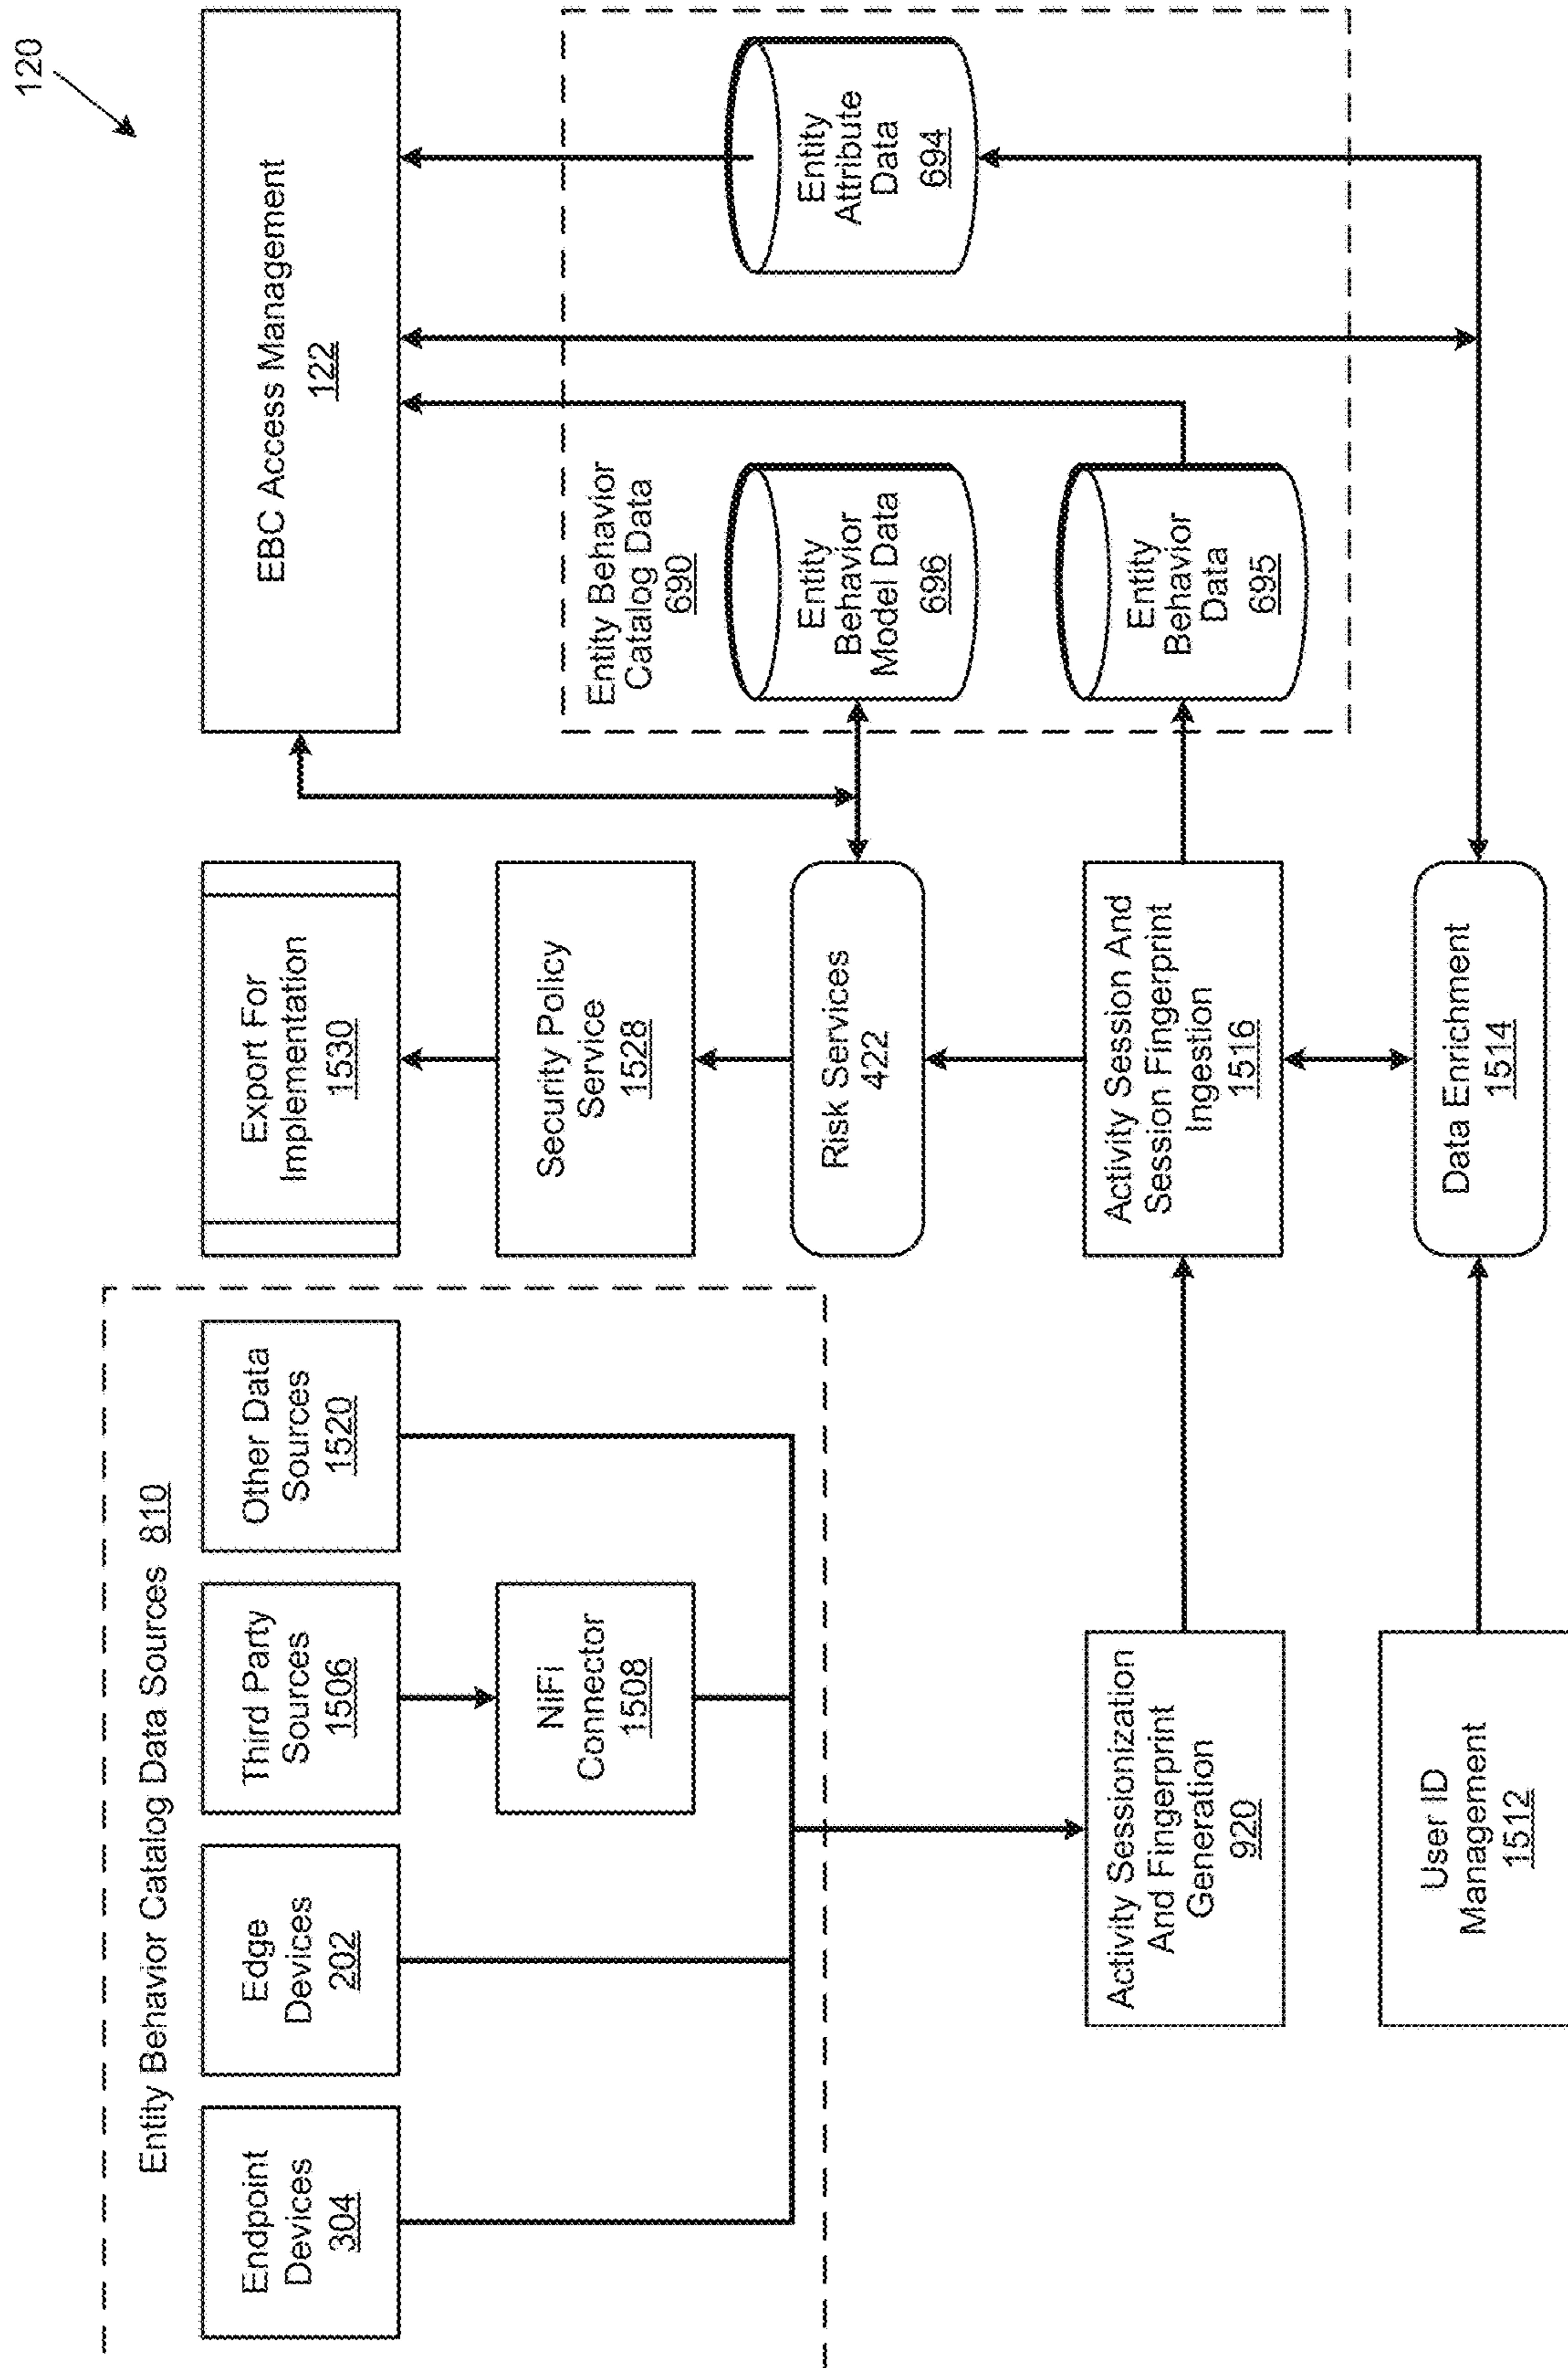 120
Entity Behavior Catalog Data Sources 810
Endpoint
Devices
304
Edge
Devices
202
Third Party
Sources
1506
Other Data
Sources
1520
NiFi
Connector
1508
Export For
Implementation
1530
EBC Access Management
122
Security Policy
Service
1528
Entity Behavior
Catalog Data
690
Risk Services
422
Entity
Behavior
Model Data
696
Entity
Attribute
Data
694
Activity Sessionization
And Fingerprint
Generation
920
Activity Session And
Session Fingerprint
Ingestion
1516
Entity
Behavior
Data
695
User ID
Management
1512
Data Enrichment
1514